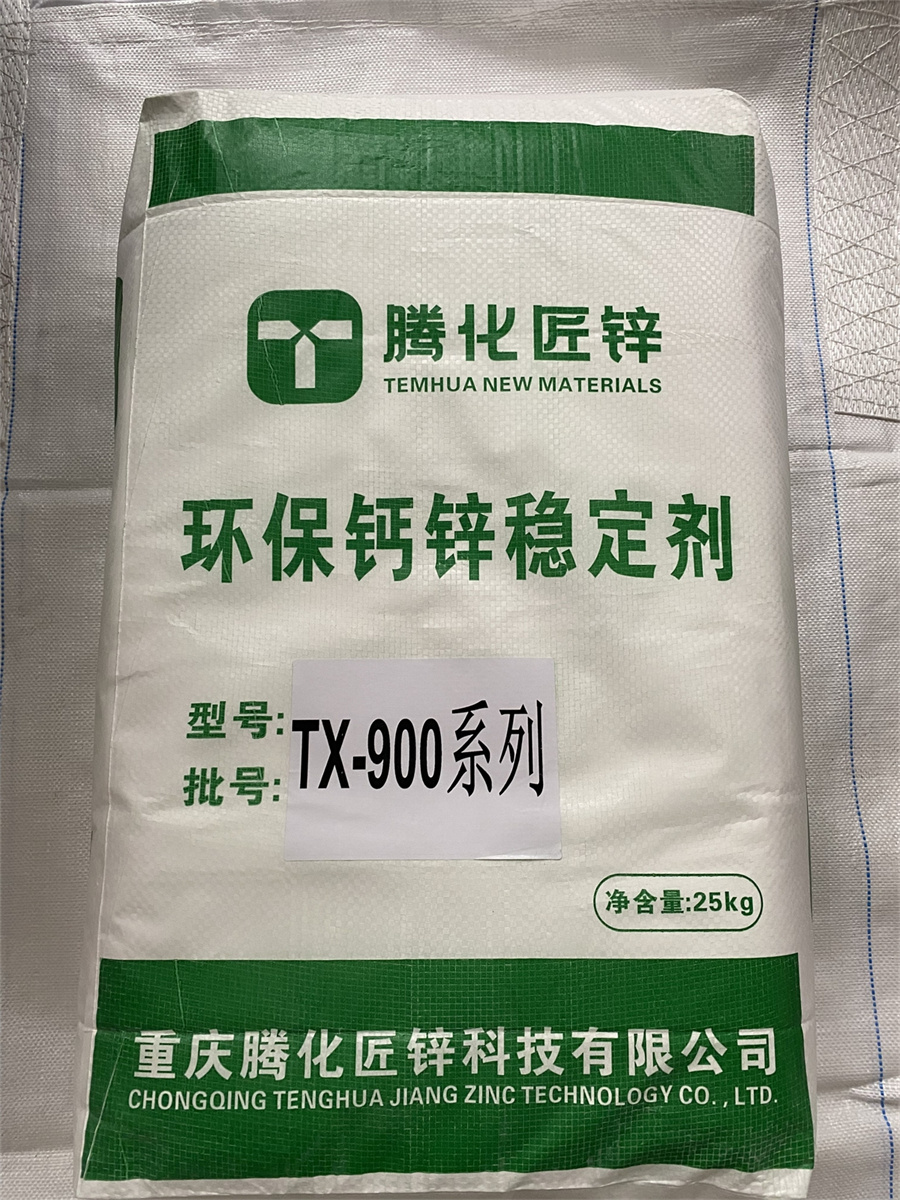 腾化匠锌
TEMHUA NEW MATERIALS
环保钙锌稳定剂
型号:
TX-900系列
批号:
净含量:25kg
重庆腾化匠锌科技有限公司
CHONGQING TENGHUA JIANG ZINC TECHNOLOGY CO.,LTD.